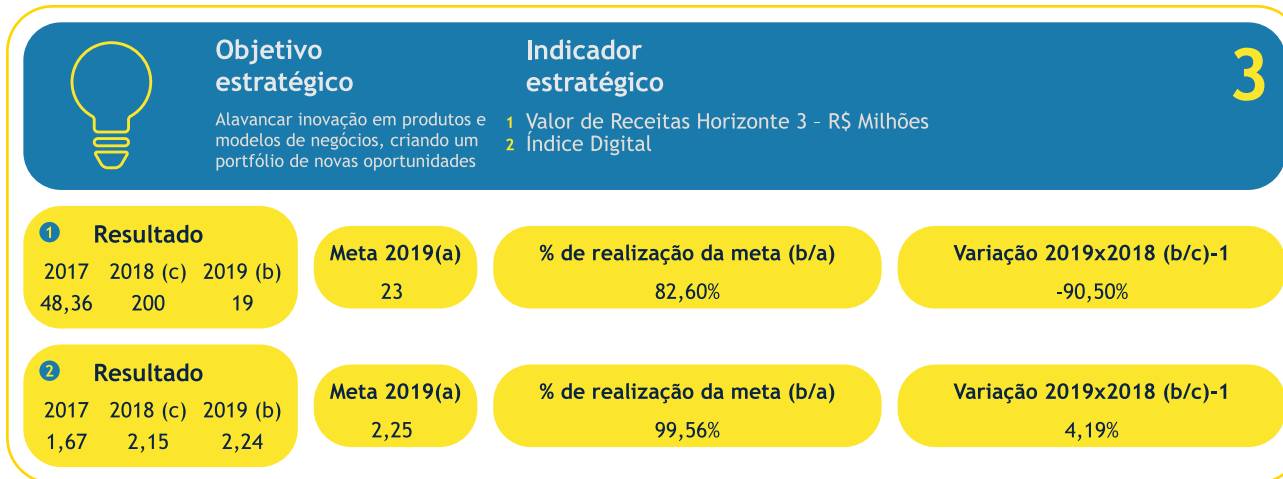 Objetivo
estratégico
Alavancar inovação em produtos e
modelos de negócios, criando um
portfólio de novas oportunidades
Indicador
estratégico
1 Valor de Receitas Horizonte 3 – R$ Milhões
2 Índice Digital
3
1 Resultado
2017 2018 (c) 2019 (b)
48,36 200 19
Meta 2019(a)
23
% de realização da meta (b/a)
82,60%
Variação 2019x2018 (b/c)-1
-90,50%
2 Resultado
2017 2018 (c) 2019 (b)
1,67 2,15 2,24
Meta 2019(a)
2,25
% de realização da meta (b/a)
99,56%
Variação 2019x2018 (b/c)-1
4,19%